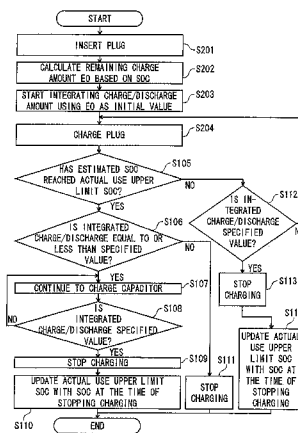 START
INSERT PLUG
S201
CALCULATE REMAINING CHARGE
AMOUNT E0 BASED ON SOC
S202
START INTEGRATING CHARGE/DISCHARGE
AMOUNT USING E0 AS INITIAL VALUE
S203
CHARGE PLUG
S204
HAS ESTIMATED SOC
REACHED ACTUAL USE UPPER
LIMIT SOC?
S105
NO
YES
IS INTEGRATED
CHARGE/DISCHARGE EQUAL TO OR
LESS THAN SPECIFIED
VALUE?
S106
NO
YES
IS IN-
TEGRATED
CHARGE/DISCHARGE
SPECIFIED
VALUE?
S112
YES
STOP
CHARGING
S113
CONTINUE TO CHARGE CAPACITOR
S107
IS
INTEGRATED
CHARGE/DISCHARGE SPECIFIED
VALUE?
S108
NO
YES
STOP CHARGING
S109
UPDATE ACTUAL USE UPPER LIMIT
SOC WITH SOC AT THE TIME OF
STOPPING CHARGING
S110
STOP
CHARGING
S111
UPDATE ACTUAL
USE UPPER
LIMIT SOC
WITH SOC AT
THE TIME OF
STOPPING
CHARGING
END